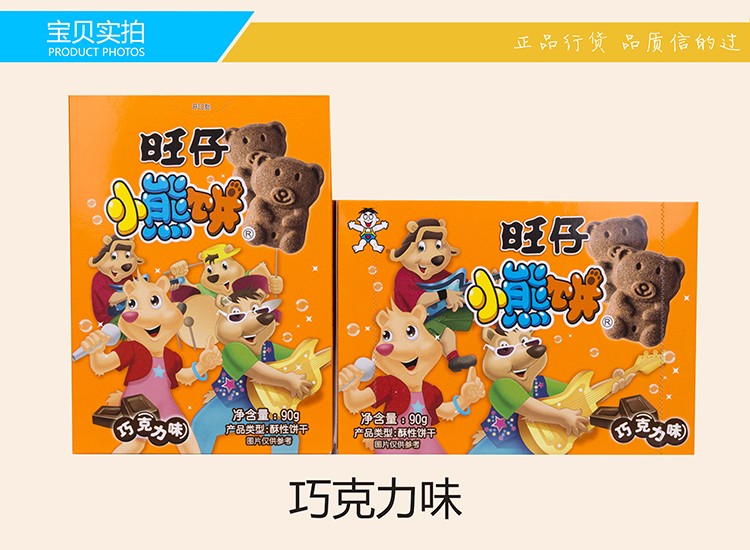 宝贝实拍
PRODUCT PHOTOS
正品行货 品质信的过
旺仔
小熊饼
®
净含量：90g
产品类型：酥性饼干
图片仅供参考
巧克力味
旺仔
小熊饼
®
净含量：90g
产品类型：酥性饼干
图片仅供参考
巧克力味
巧克力味